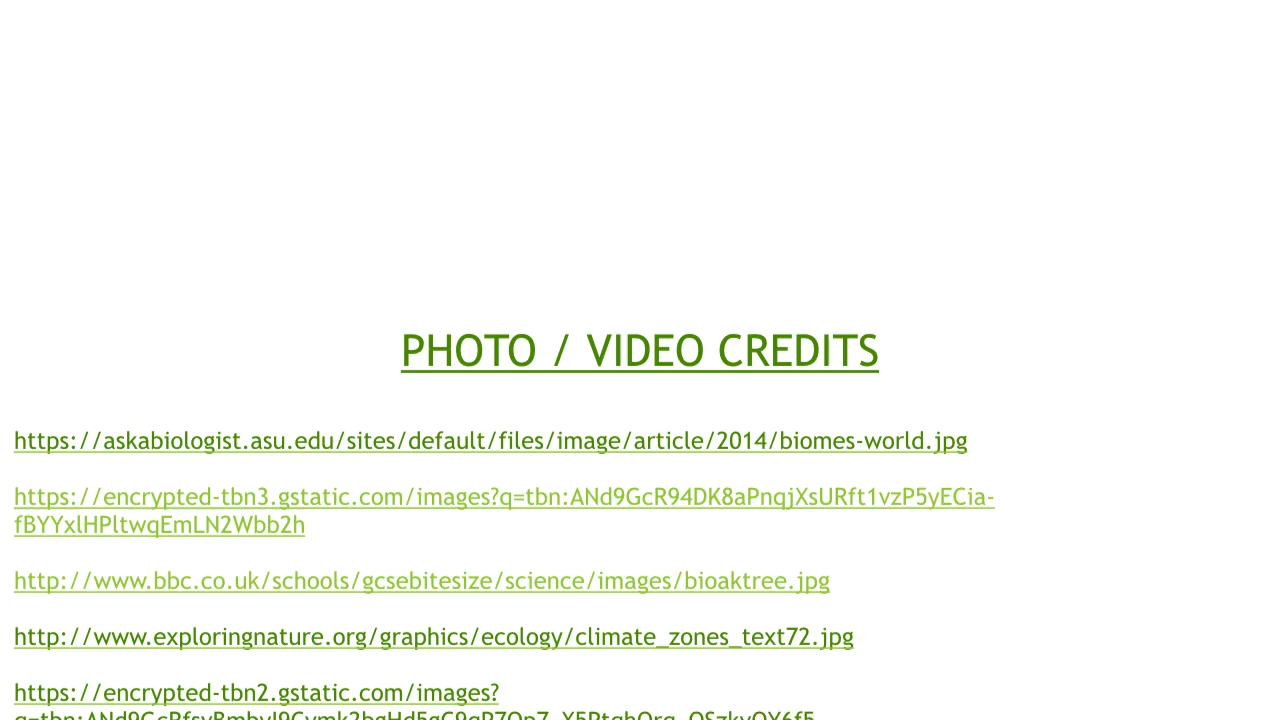 PHOTO / VIDEO CREDITS
https://askabiologist.asu.edu/sites/default/files/image/article/2014/biomes-world.jpg
https://encrypted-tbn3.gstatic.com/images?q=tbn:ANd9GcR94DK8aPnqjXsURft1vzP5yECia-
fBYYxlHPltwqEmLN2Wbb2h
http://www.bbc.co.uk/schools/gcsebitesize/science/images/bioaktree.jpg
http://www.exploringnature.org/graphics/ecology/climate_zones_text72.jpg
https://encrypted-tbn2.gstatic.com/images?